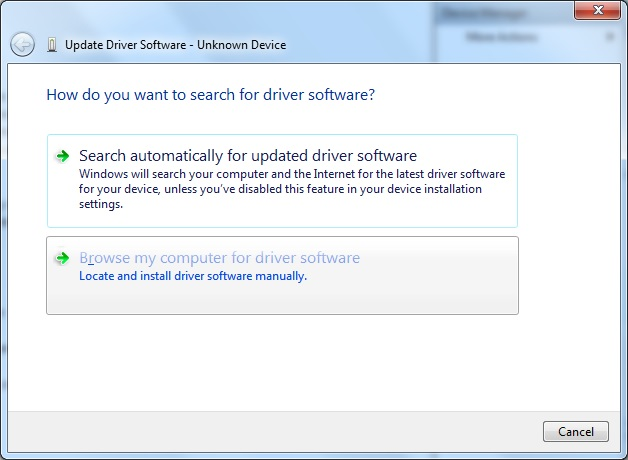 Device Manager
More Actions
Update Driver Software - Unknown Device
How do you want to search for driver software?
Search automatically for updated driver software
Windows will search your computer and the Internet for the latest driver software
for your device, unless you've disabled this feature in your device installation
settings.
Browse my computer for driver software
Locate and install driver software manually.
Cancel